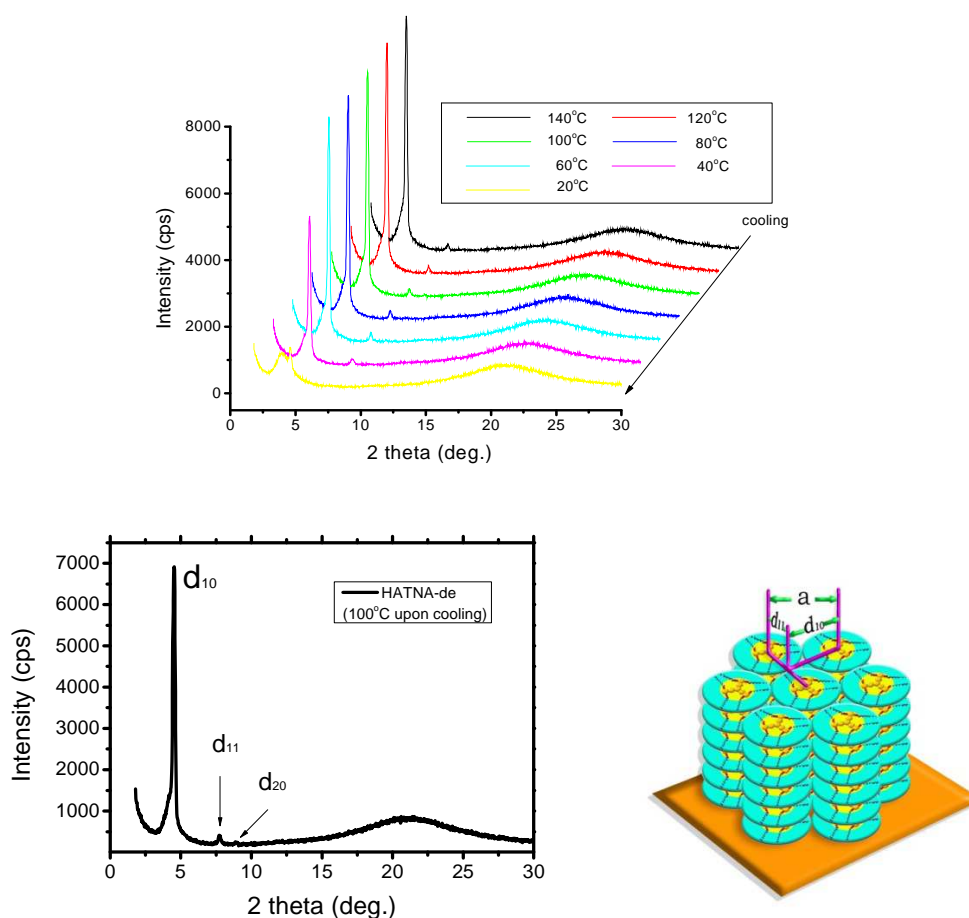 8000
6000
4000
2000
0
Intensity (cps)
140°C 120°C
100°C 80°C
60°C 40°C
20°C
cooling
0 5 10 15 20 25 30
2 theta (deg.)
7000
6000
5000
4000
3000
2000
1000
Intensity (cps)
d10
HATNA-de
(100°C upon cooling)
d11
d20
0 5 10 15 20 25 30
2 theta (deg.)
a
d11 d10